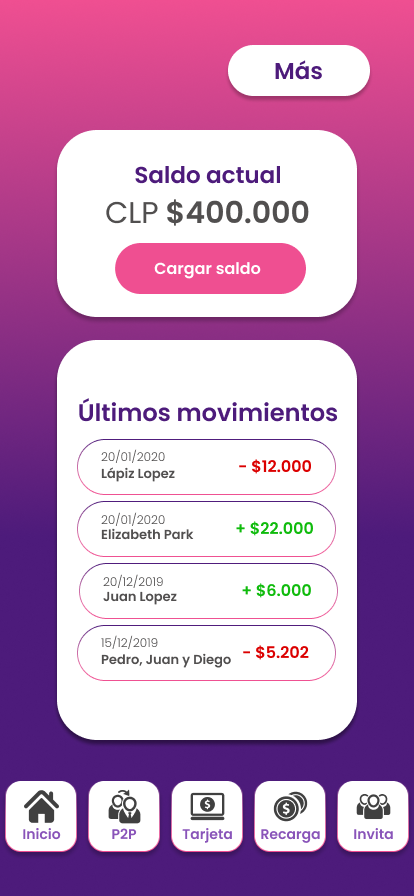 Más
Saldo actual
CLP $400.000
Cargar saldo
Últimos movimientos
20/01/2020
Lápiz Lopez
- $12.000
20/01/2020
Elizabeth Park
+ $22.000
20/12/2019
Juan Lopez
+ $6.000
15/12/2019
Pedro, Juan y Diego
- $5.202
Inicio
P2P
Tarjeta
Recarga
Invita